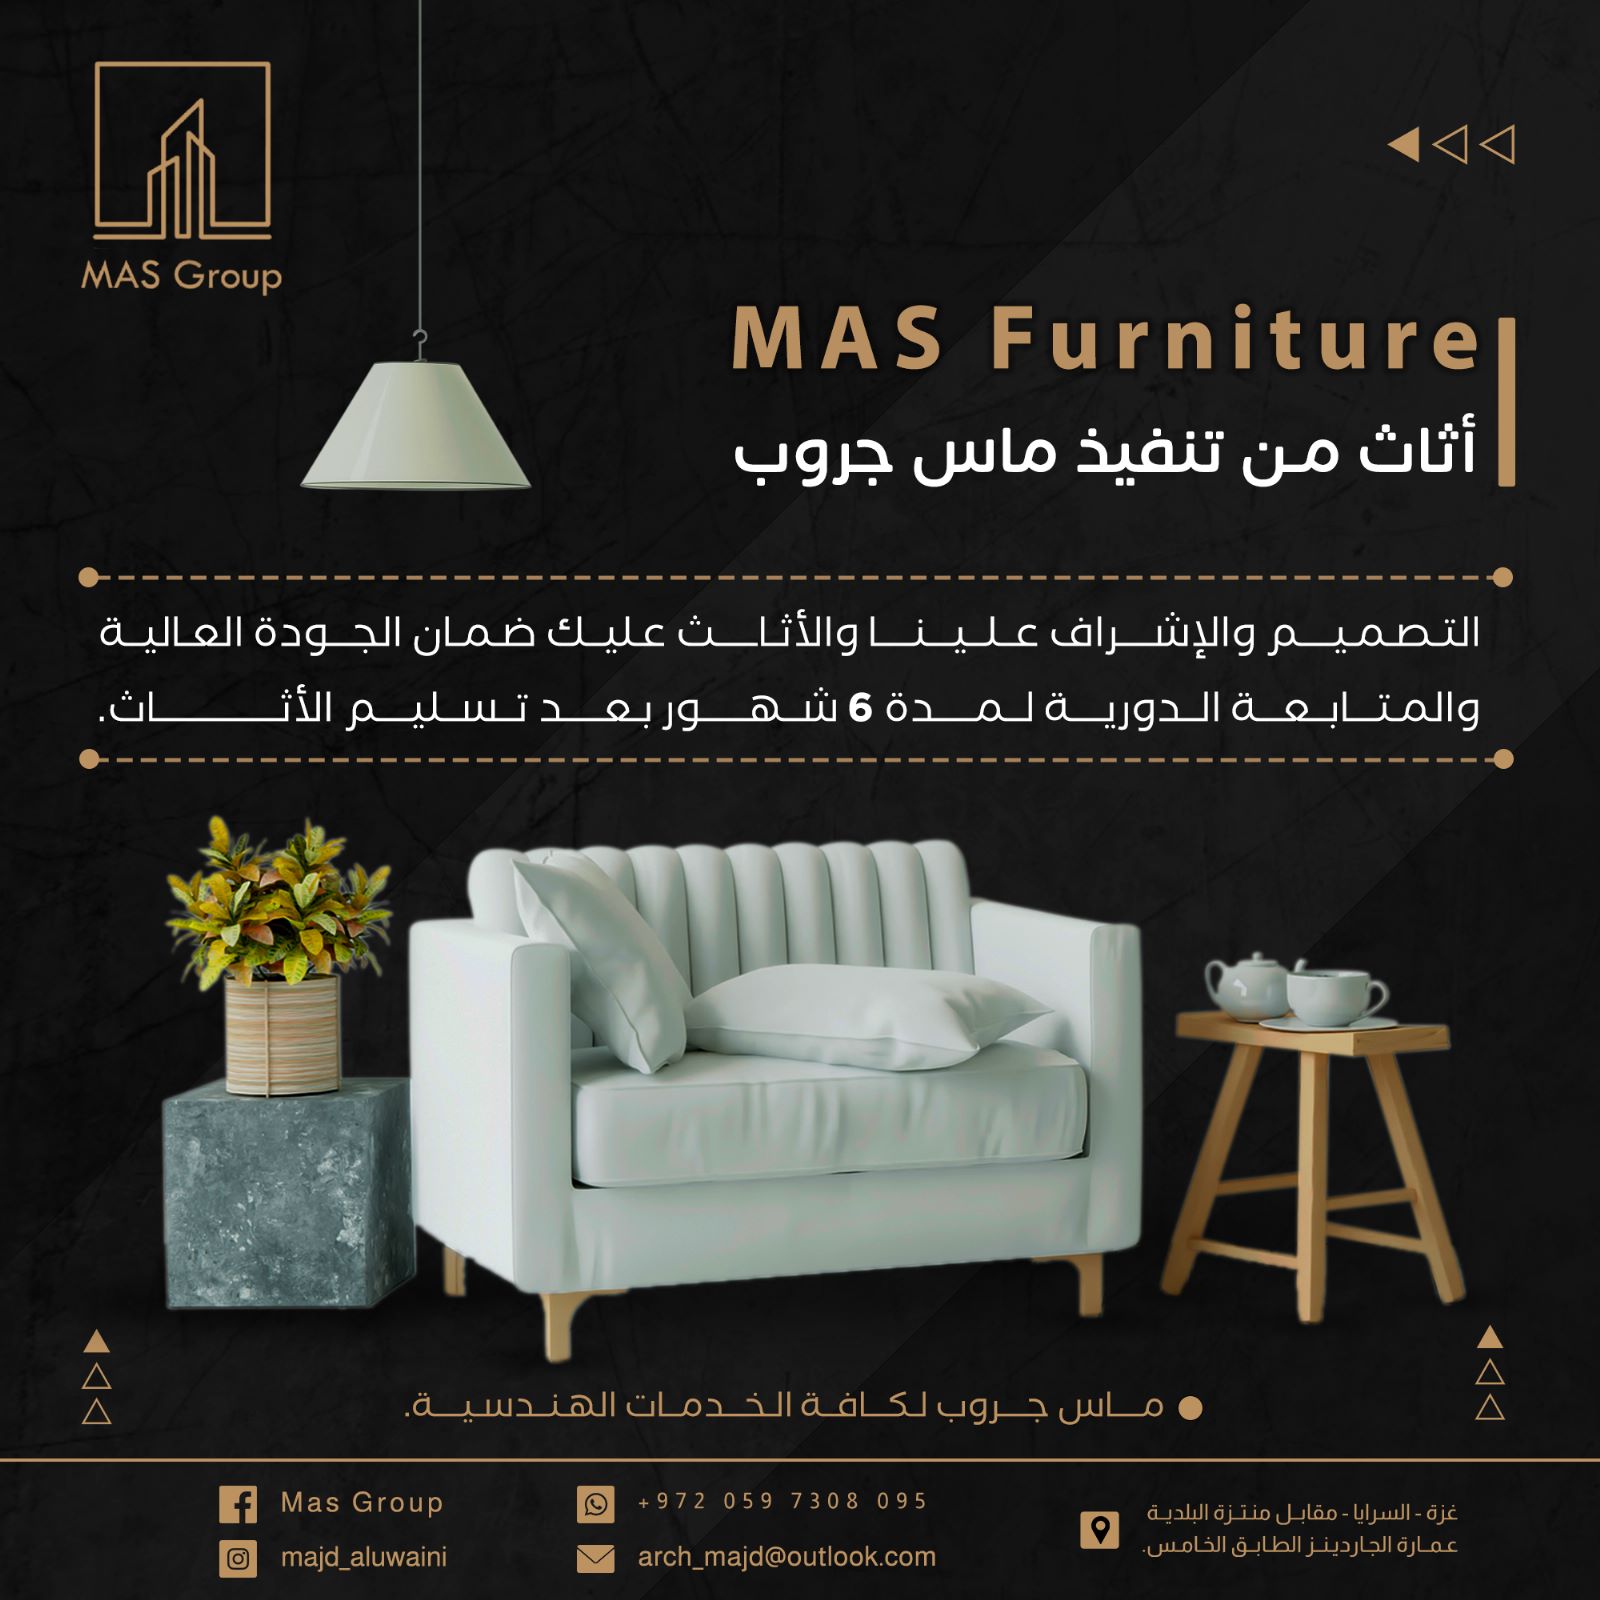 MAS Group
MAS Furniture
أثاث من تنفيذ ماس جروب
التصميم والإشراف علينا والأثاث عليك ضمان الجودة العالية
والمتابعة الدورية لمدة 6 شهور بعد تسليم الأثاث.
ماس جروب لكافة الخدمات الهندسية.
Mas Group
majd_aluwaini
+972 059 7308 095
arch_majd@outlook.com
غزة - السرايا - مقابل منتزة البلدية
عمارة الجاردينز الطابق الخامس.